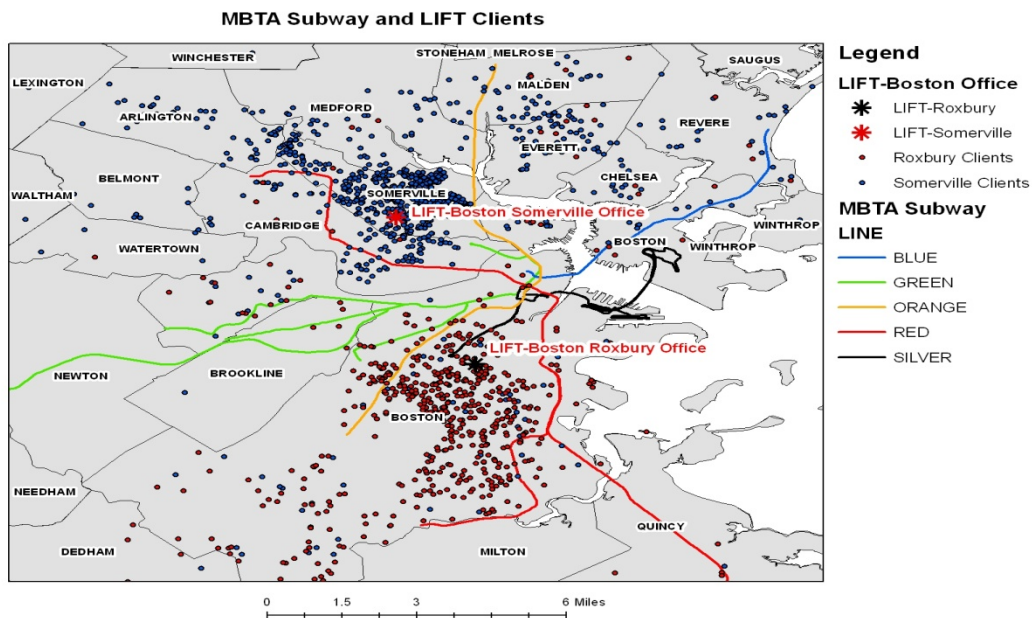 MBTA Subway and LIFT Clients
STONEHAM MELROSE
WINCHESTER
SAUGUS
LEXINGTON
MALDEN
MEDFORD
ARLINGTON
REVERE
EVERETT
BELMONT
CHELSEA
WALTHAM
SOMERVILLE
LIFT-Boston Somerville Office
CAMBRIDGE
WINTHROP
BOSTON
WINTHROP
WATERTOWN
LIFT-Boston Roxbury Office
NEWTON
BROOKLINE
BOSTON
NEEDHAM
QUINCY
DEDHAM
MILTON
0 1.5 3 6 Miles
Legend
LIFT-Boston Office
LIFT-Roxbury
LIFT-Somerville
Roxbury Clients
Somerville Clients
MBTA Subway
LINE
BLUE
GREEN
ORANGE
RED
SILVER